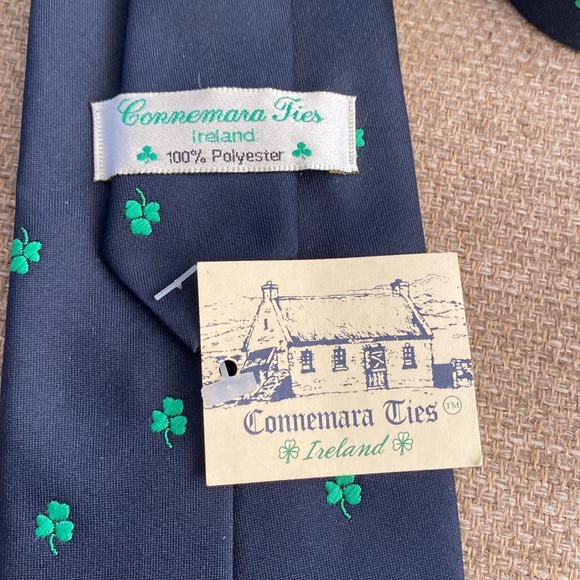 Connemara Ties
Ireland
100% Polyester
Connemara Ties TM
Ireland